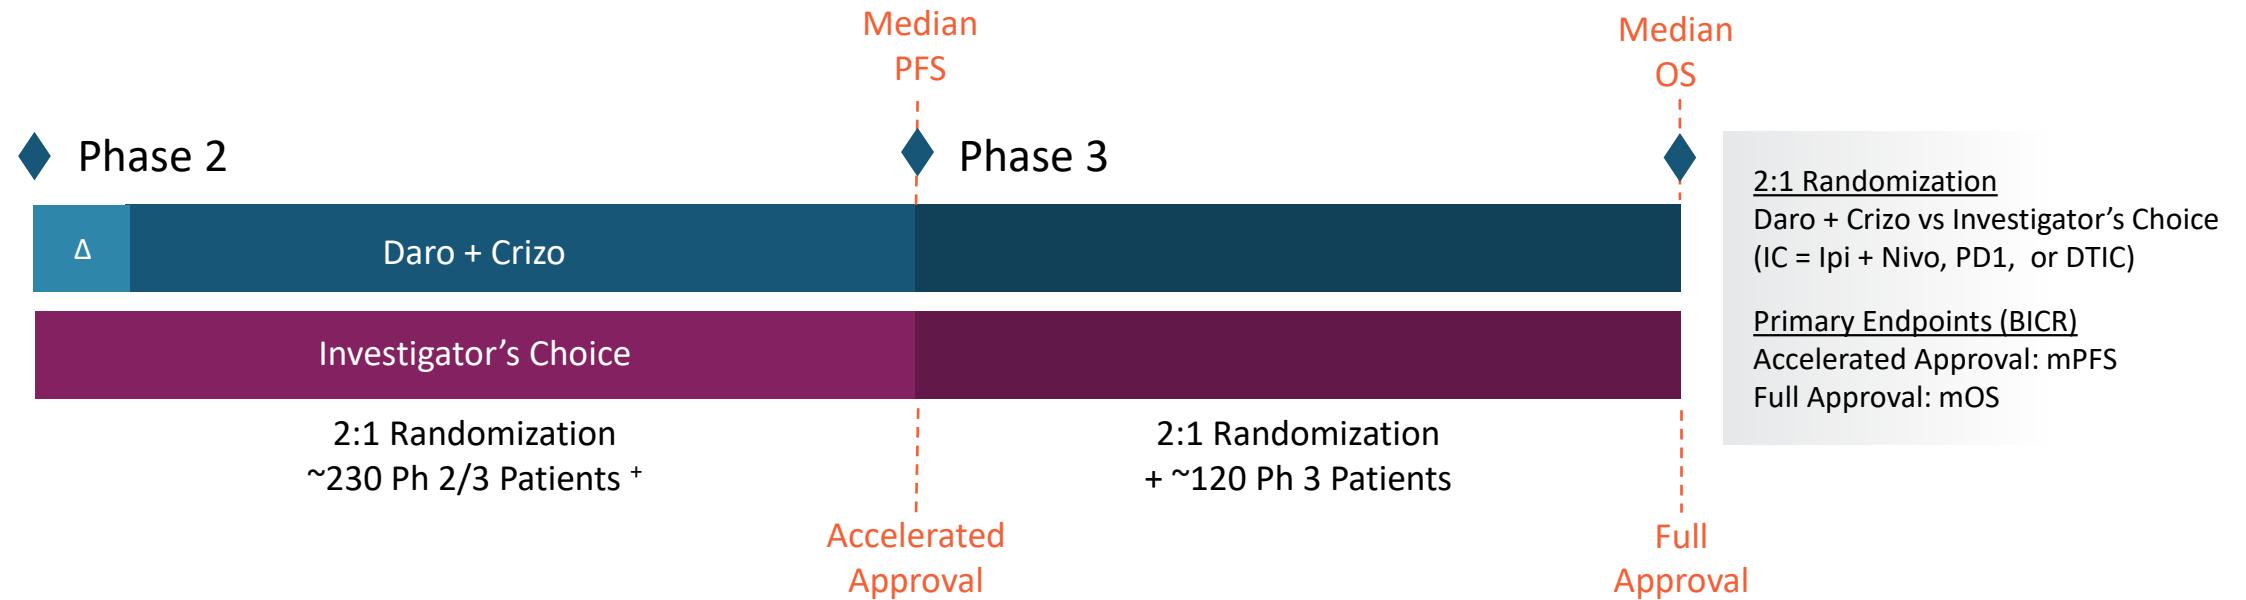 Median
PFS
Median
OS
Phase 2
Phase 3
Δ
Daro + Crizo
Investigator’s Choice
2:1 Randomization
~230 Ph 2/3 Patients +
2:1 Randomization
+ ~120 Ph 3 Patients
Accelerated
Approval
Full
Approval
2:1 Randomization
Daro + Crizo vs Investigator’s Choice
(IC = Ipi + Nivo, PD1, or DTIC)
Primary Endpoints (BICR)
Accelerated Approval: mPFS
Full Approval: mOS